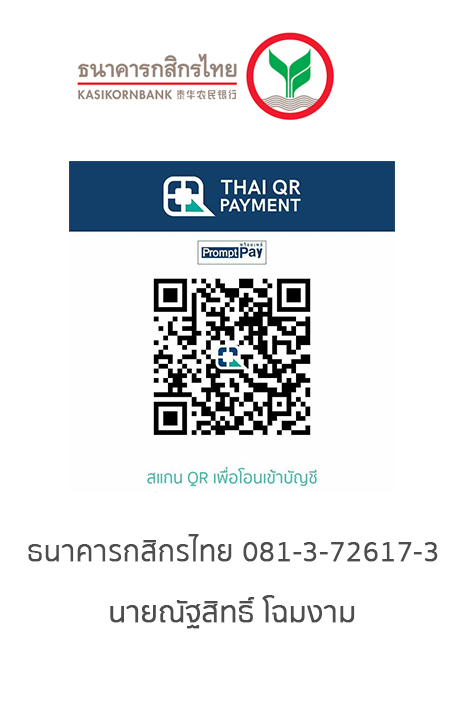 ธนาคารกสิกรไทย
KASIKORNBANK 泰华农民银行
THAI QR
PAYMENT
พร้อมเพย์
PromptPay
สแกน QR เพื่อโอนเข้าบัญชี
ธนาคารกสิกรไทย 081-3-72617-3
นายณัฐสิทธิ์ โฉมงาม